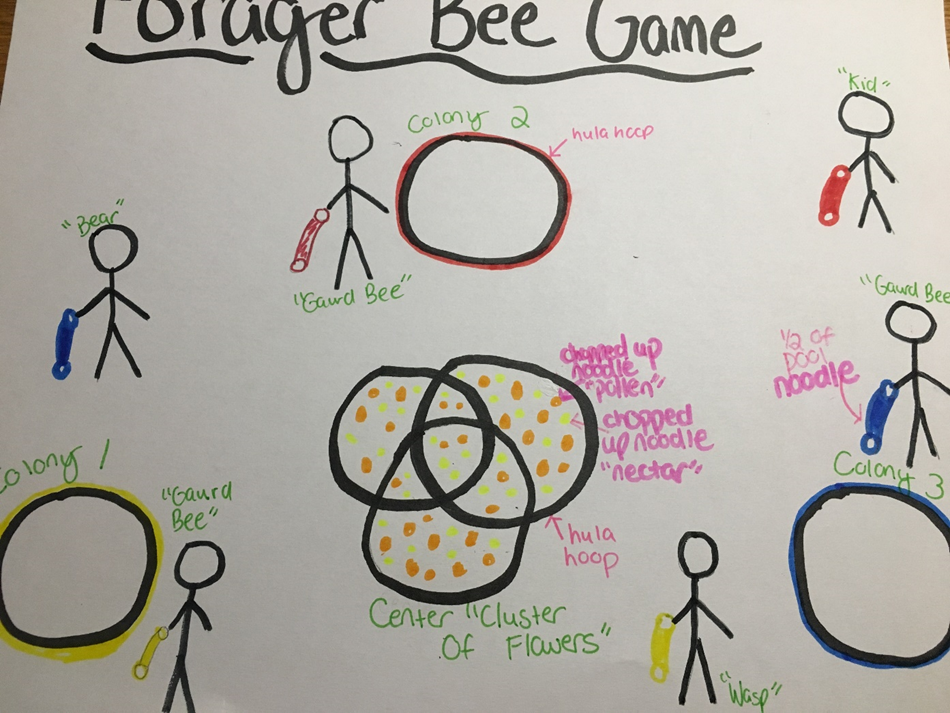 Forager Bee Game
"Kid"
Colony 2
hula hoop
"Bear"
"Gaurd Bee"
"Gaurd Bee
1/2 of
pool
noodle
chopped up
noodle
"pollen"
chopped
up noodle
"nectar"
Colony 1
"Gaurd
Bee"
Colony 3
hula
hoop
Center "Cluster
Of Flowers"
"Wasp"